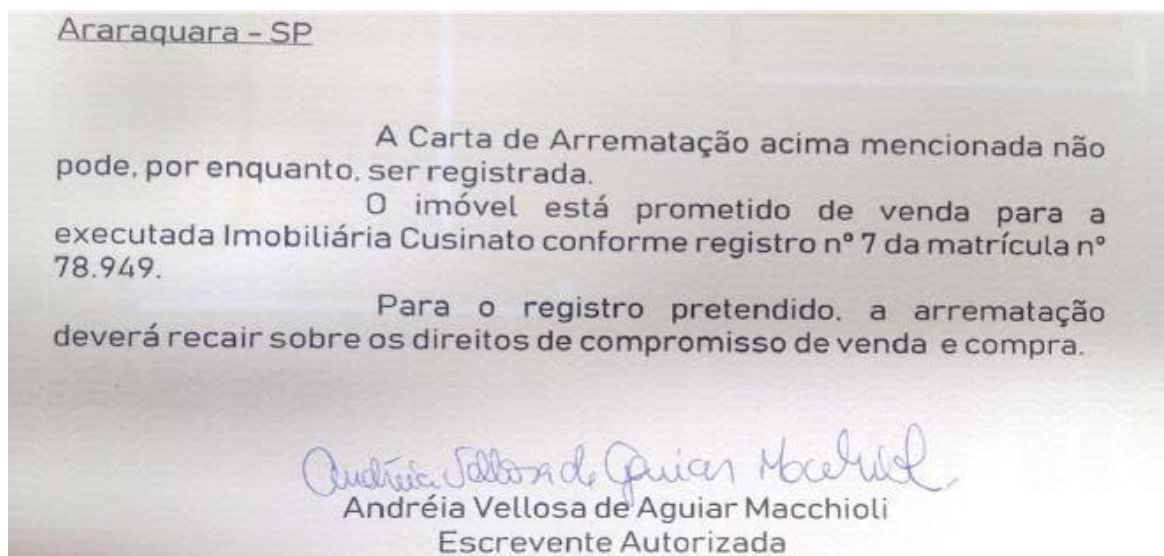 Araraquara - SP
A Carta de Arrematação acima mencionada não
pode, por enquanto, ser registrada.
O imóvel está prometido de venda para a
executada Imobiliária Cusinato conforme registro nº 7 da matrícula nº
78.949.
Para o registro pretendido, a arrematação
deverá recair sobre os direitos de compromisso de venda e compra.
Andréia Vellosa de Aguiar Macchioli
Andréia Vellosa de Aguiar Macchioli
Escrevente Autorizada